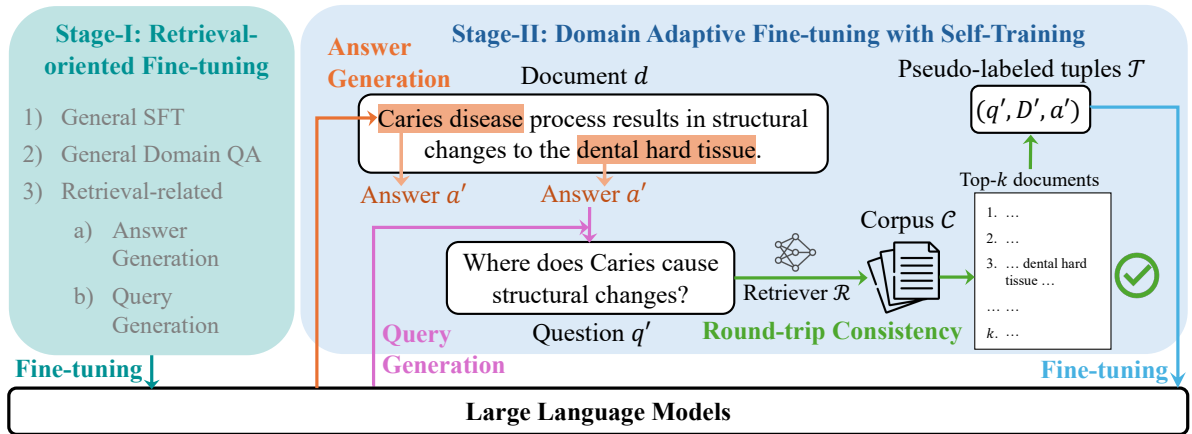 Stage-I: Retrieval-
oriented Fine-tuning
1) General SFT
2) General Domain QA
3) Retrieval-related
a) Answer
Generation
b) Query
Generation
Fine-tuning
Stage-II: Domain Adaptive Fine-tuning with Self-Training
Answer
Generation
Document d
Caries disease process results in structural
changes to the dental hard tissue.
Answer a′
Answer a′
Where does Caries cause
structural changes?
Question q′
Query
Generation
Retriever ℛ
Corpus 𝒞
Round-trip Consistency
Pseudo-labeled tuples 𝒯
(q′, D′, a′)
Top-k documents
1. …
2. …
3. … dental hard
tissue …
… …
k. …
Fine-tuning
Large Language Models